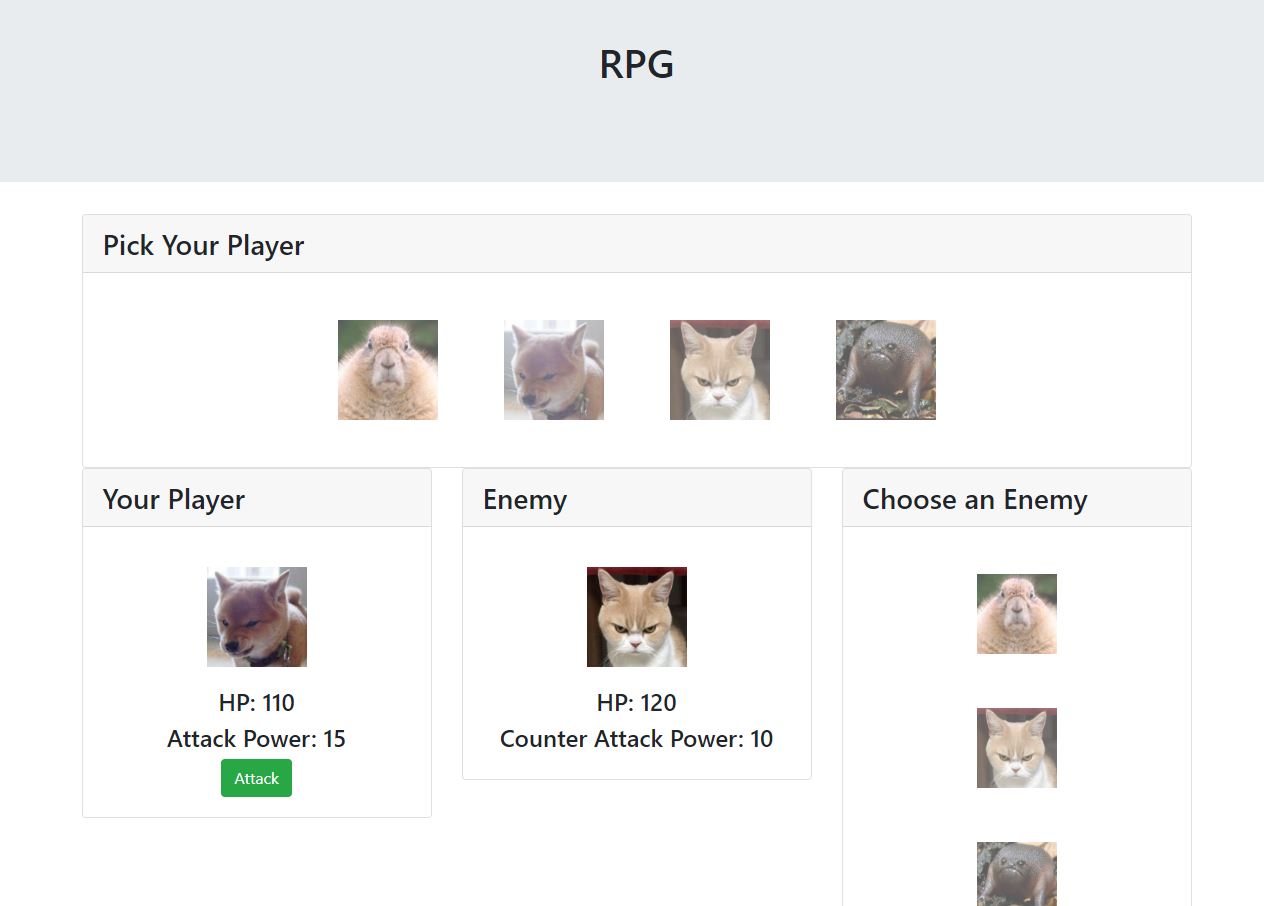 RPG
Pick Your Player
Your Player
HP: 110
Attack Power: 15
Attack
Enemy
HP: 120
Counter Attack Power: 10
Choose an Enemy